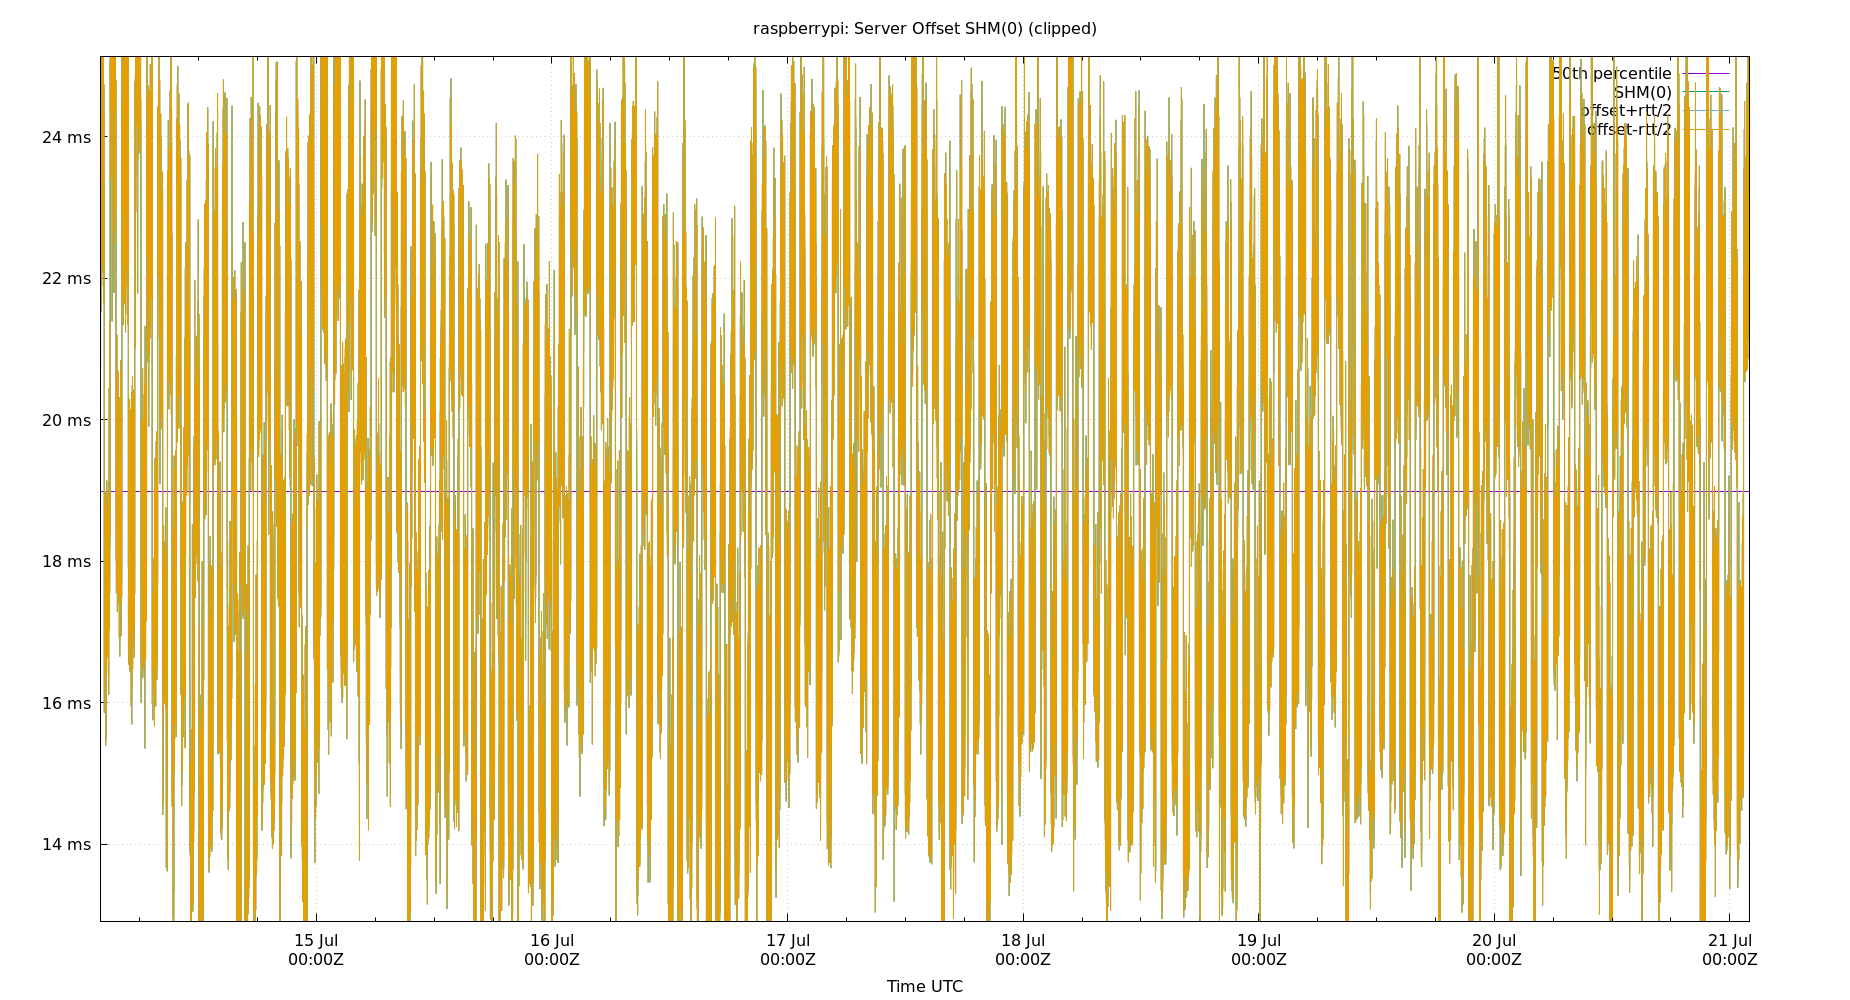 raspberrypi: Server Offset SHM(0) (clipped)
50th percentile
SHM(0)
offset+rtt/2
offset-rtt/2
24 ms
22 ms
20 ms
18 ms
16 ms
14 ms
15 Jul 16 Jul 17 Jul 18 Jul 19 Jul 20 Jul 21 Jul
00:00Z 00:00Z 00:00Z 00:00Z 00:00Z 00:00Z 00:00Z
Time UTC